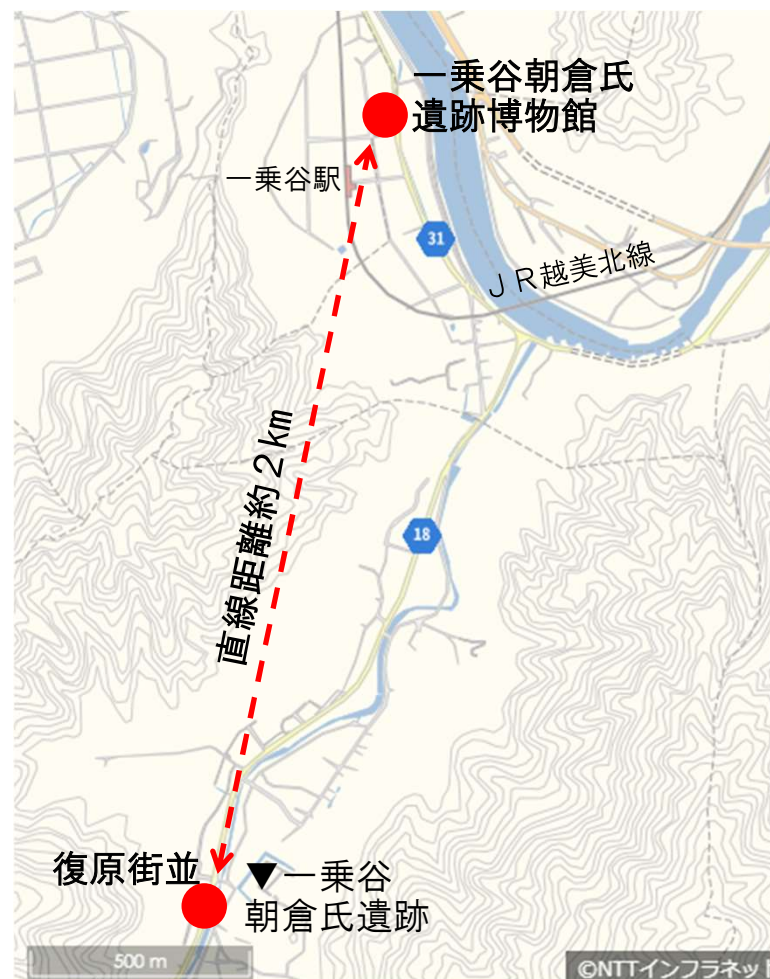 一乗谷朝倉氏
遺跡博物館
一乗谷駅
31
ＪＲ越美北線
直線距離約２㎞
18
復原街並
▼一乗谷
朝倉氏遺跡
500 m
©NTTインフラネット